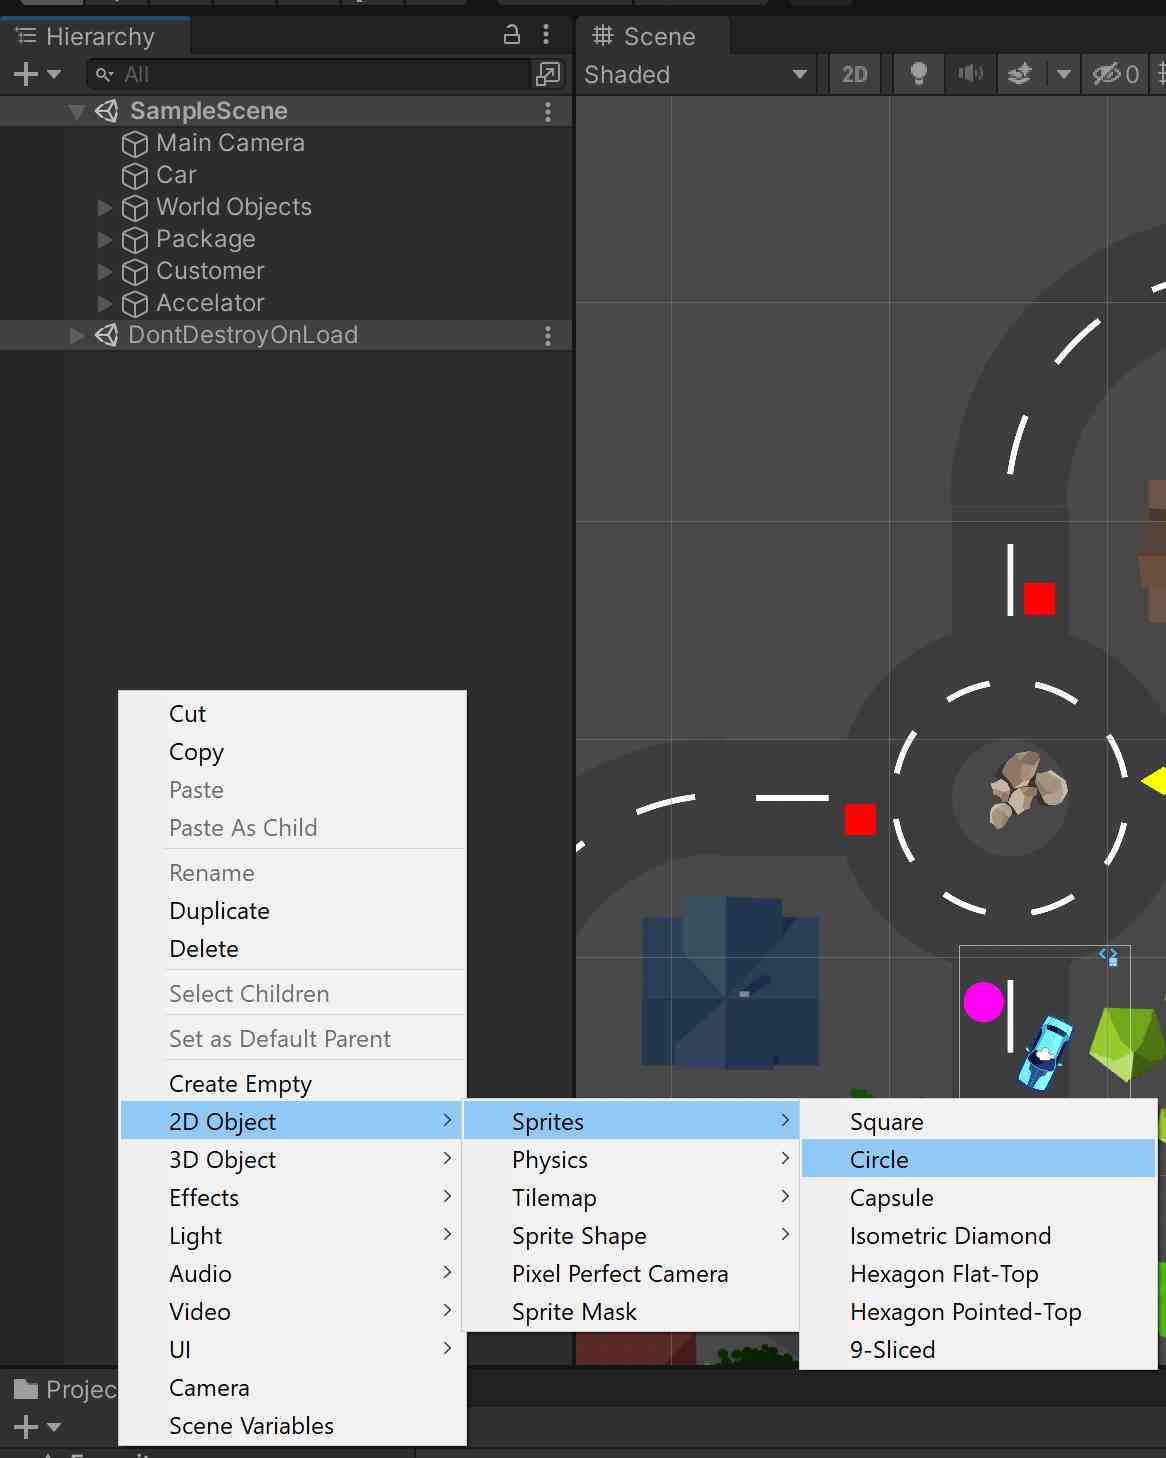 Hierarchy
All
SampleScene
Main Camera
Car
World Objects
Package
Customer
Accelator
DontDestroyOnLoad
Scene
Shaded
2D
0
Cut
Copy
Paste
Paste As Child
Rename
Duplicate
Delete
Select Children
Set as Default Parent
Create Empty
2D Object
3D Object
Effects
Light
Audio
Video
UI
Camera
Scene Variables
Sprites
Physics
Tilemap
Sprite Shape
Pixel Perfect Camera
Sprite Mask
Square
Circle
Capsule
Isometric Diamond
Hexagon Flat-Top
Hexagon Pointed-Top
9-Sliced
Projec